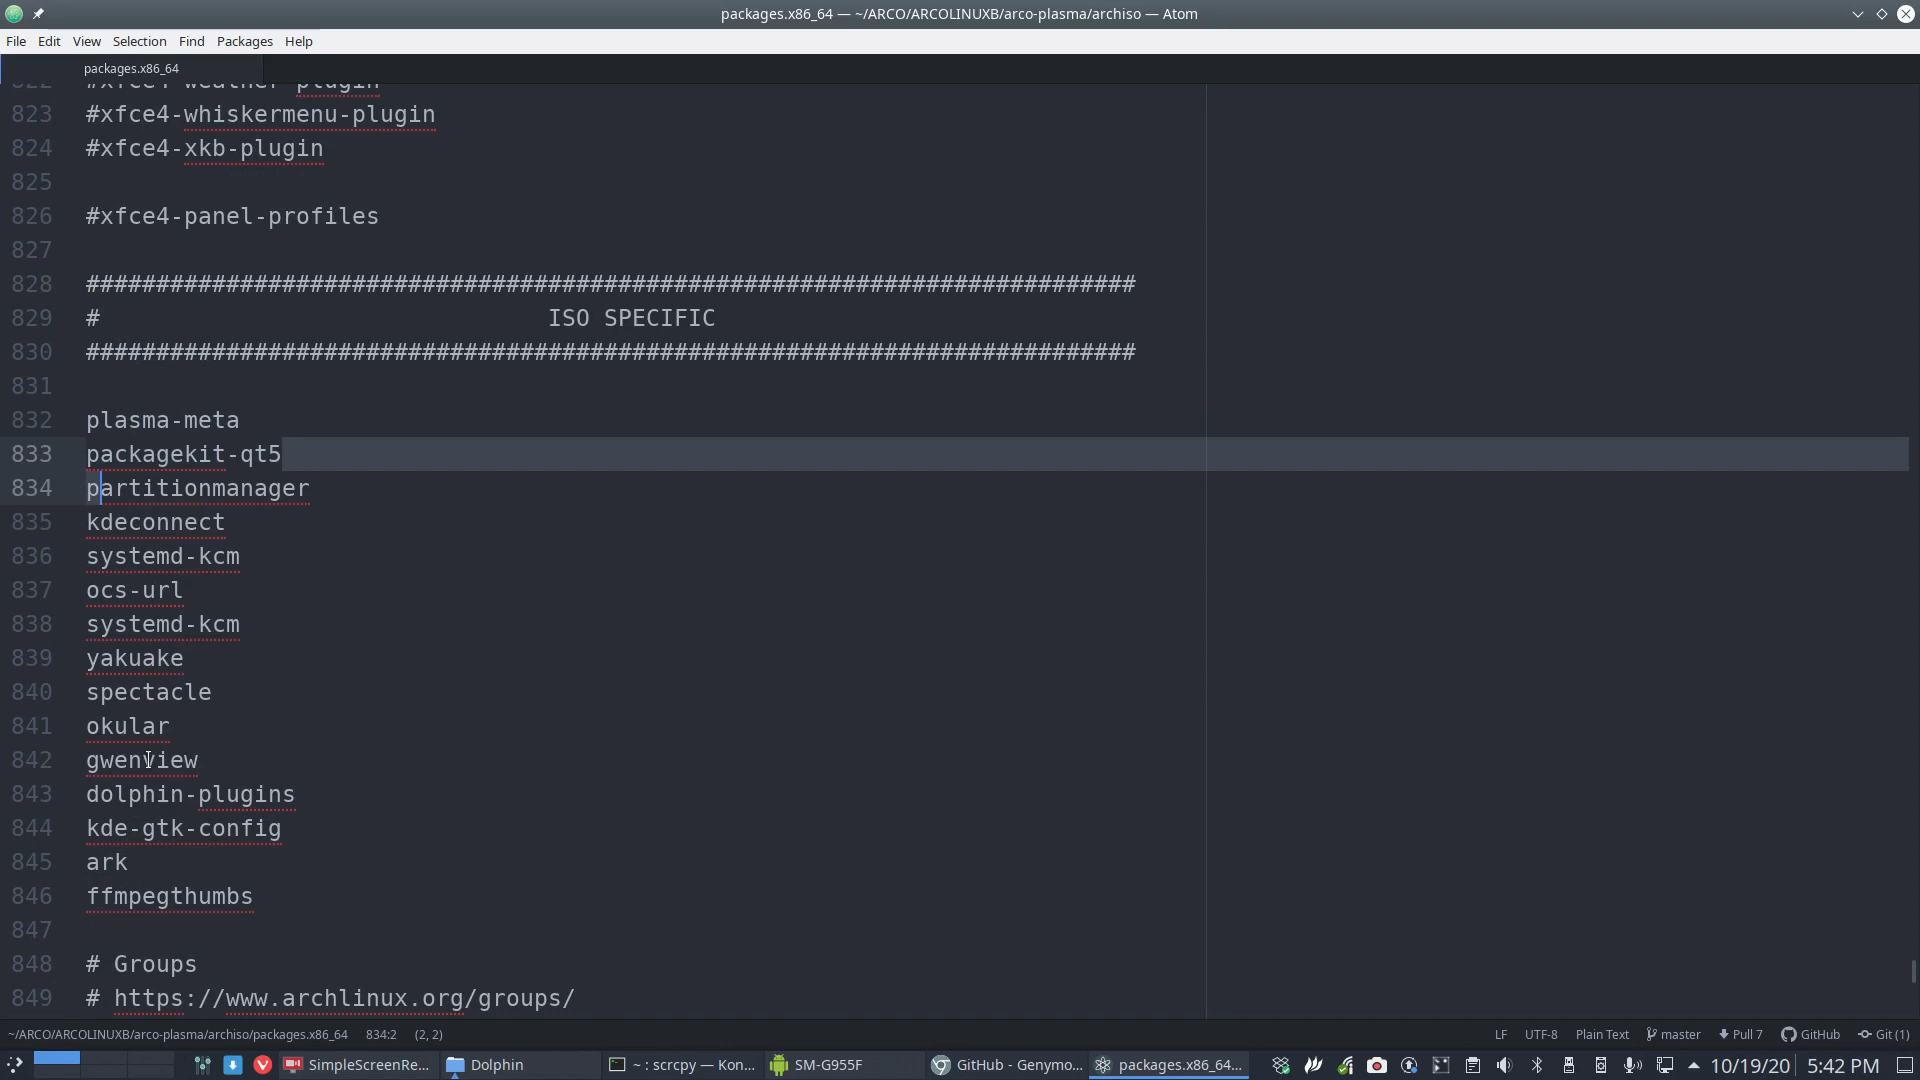 packages.x86_64 — ~/ARCO/ARCOLINUXB/arco-plasma/archiso — Atom
File Edit View Selection Find Packages Help
packages.x86_64
822 #xfce4-weather-plugin
823 #xfce4-whiskermenu-plugin
824 #xfce4-xkb-plugin
825
826 #xfce4-panel-profiles
827
828 ###########################################################################
829 # ISO SPECIFIC
830 ###########################################################################
831
832 plasma-meta
833 packagekit-qt5
834 partitionmanager
835 kdeconnect
836 systemd-kcm
837 ocs-url
838 systemd-kcm
839 yakuake
840 spectacle
841 okular
842 gwenview
843 dolphin-plugins
844 kde-gtk-config
845 ark
846 ffmpegthumbs
847
848 # Groups
849 # https://www.archlinux.org/groups/
~/ARCO/ARCOLINUXB/arco-plasma/archiso/packages.x86_64 834:2 (2, 2) LF UTF-8 Plain Text master Pull 7 GitHub Git (1)
SimpleScreenRe... Dolphin ~ : scrcpy — Kon... SM-G955F GitHub - Genymo... packages.x86_64... 10/19/20 5:42 PM